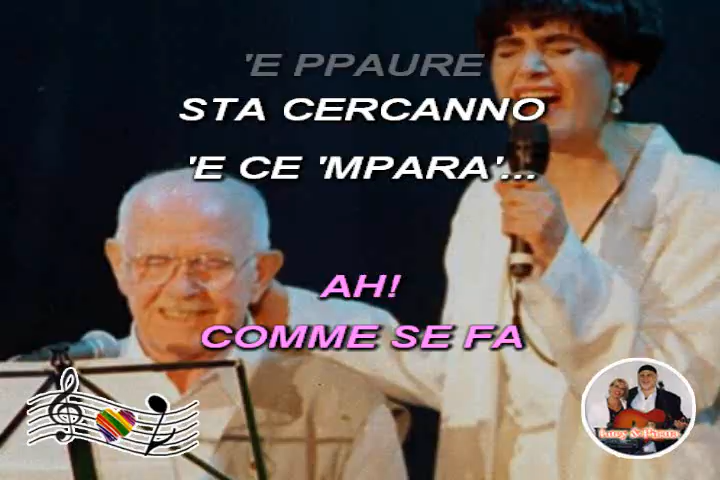 'E PPAURE
STA CERCANNO
'E CE 'MPARA'...
AH!
COMME SE FA